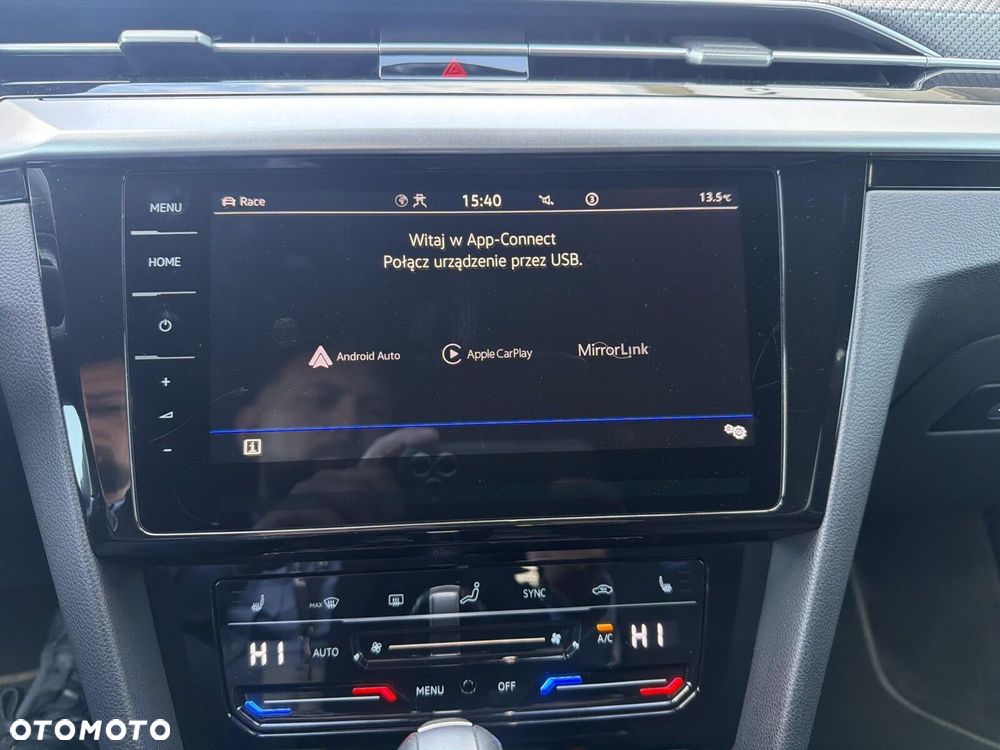 MENU
HOME
+
-
Race
15:40
3
13.5°C
Witaj w App-Connect
Połącz urządzenie przez USB.
Android Auto
Apple CarPlay
MirrorLink
i
MAX
SYNC
HI
AUTO
A/C
HI
MENU
OFF
OTOMOTO